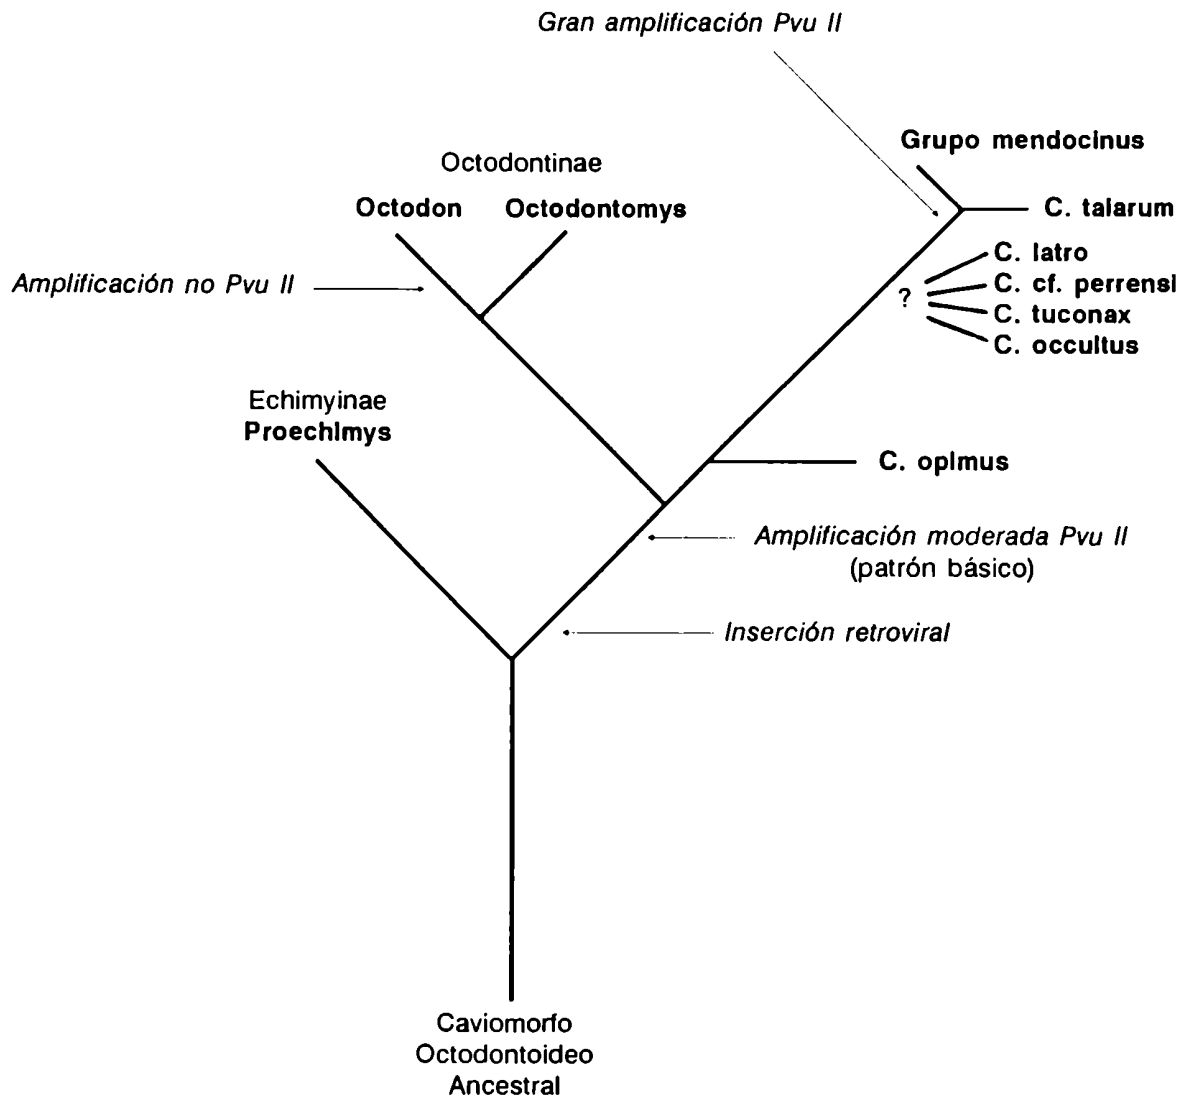 Gran amplificación Pvu II
Grupo mendocinus
Octodontinae
Octodon Octodontomys
C. talarum
C. latro
Amplificación no Pvu II
?
C. cf. perrensi
C. tuconax
C. occultus
Echimyinae
Proechimys
C. opimus
Amplificación moderada Pvu II
(patrón básico)
Inserción retroviral
Caviomorfo
Octodontoideo
Ancestral